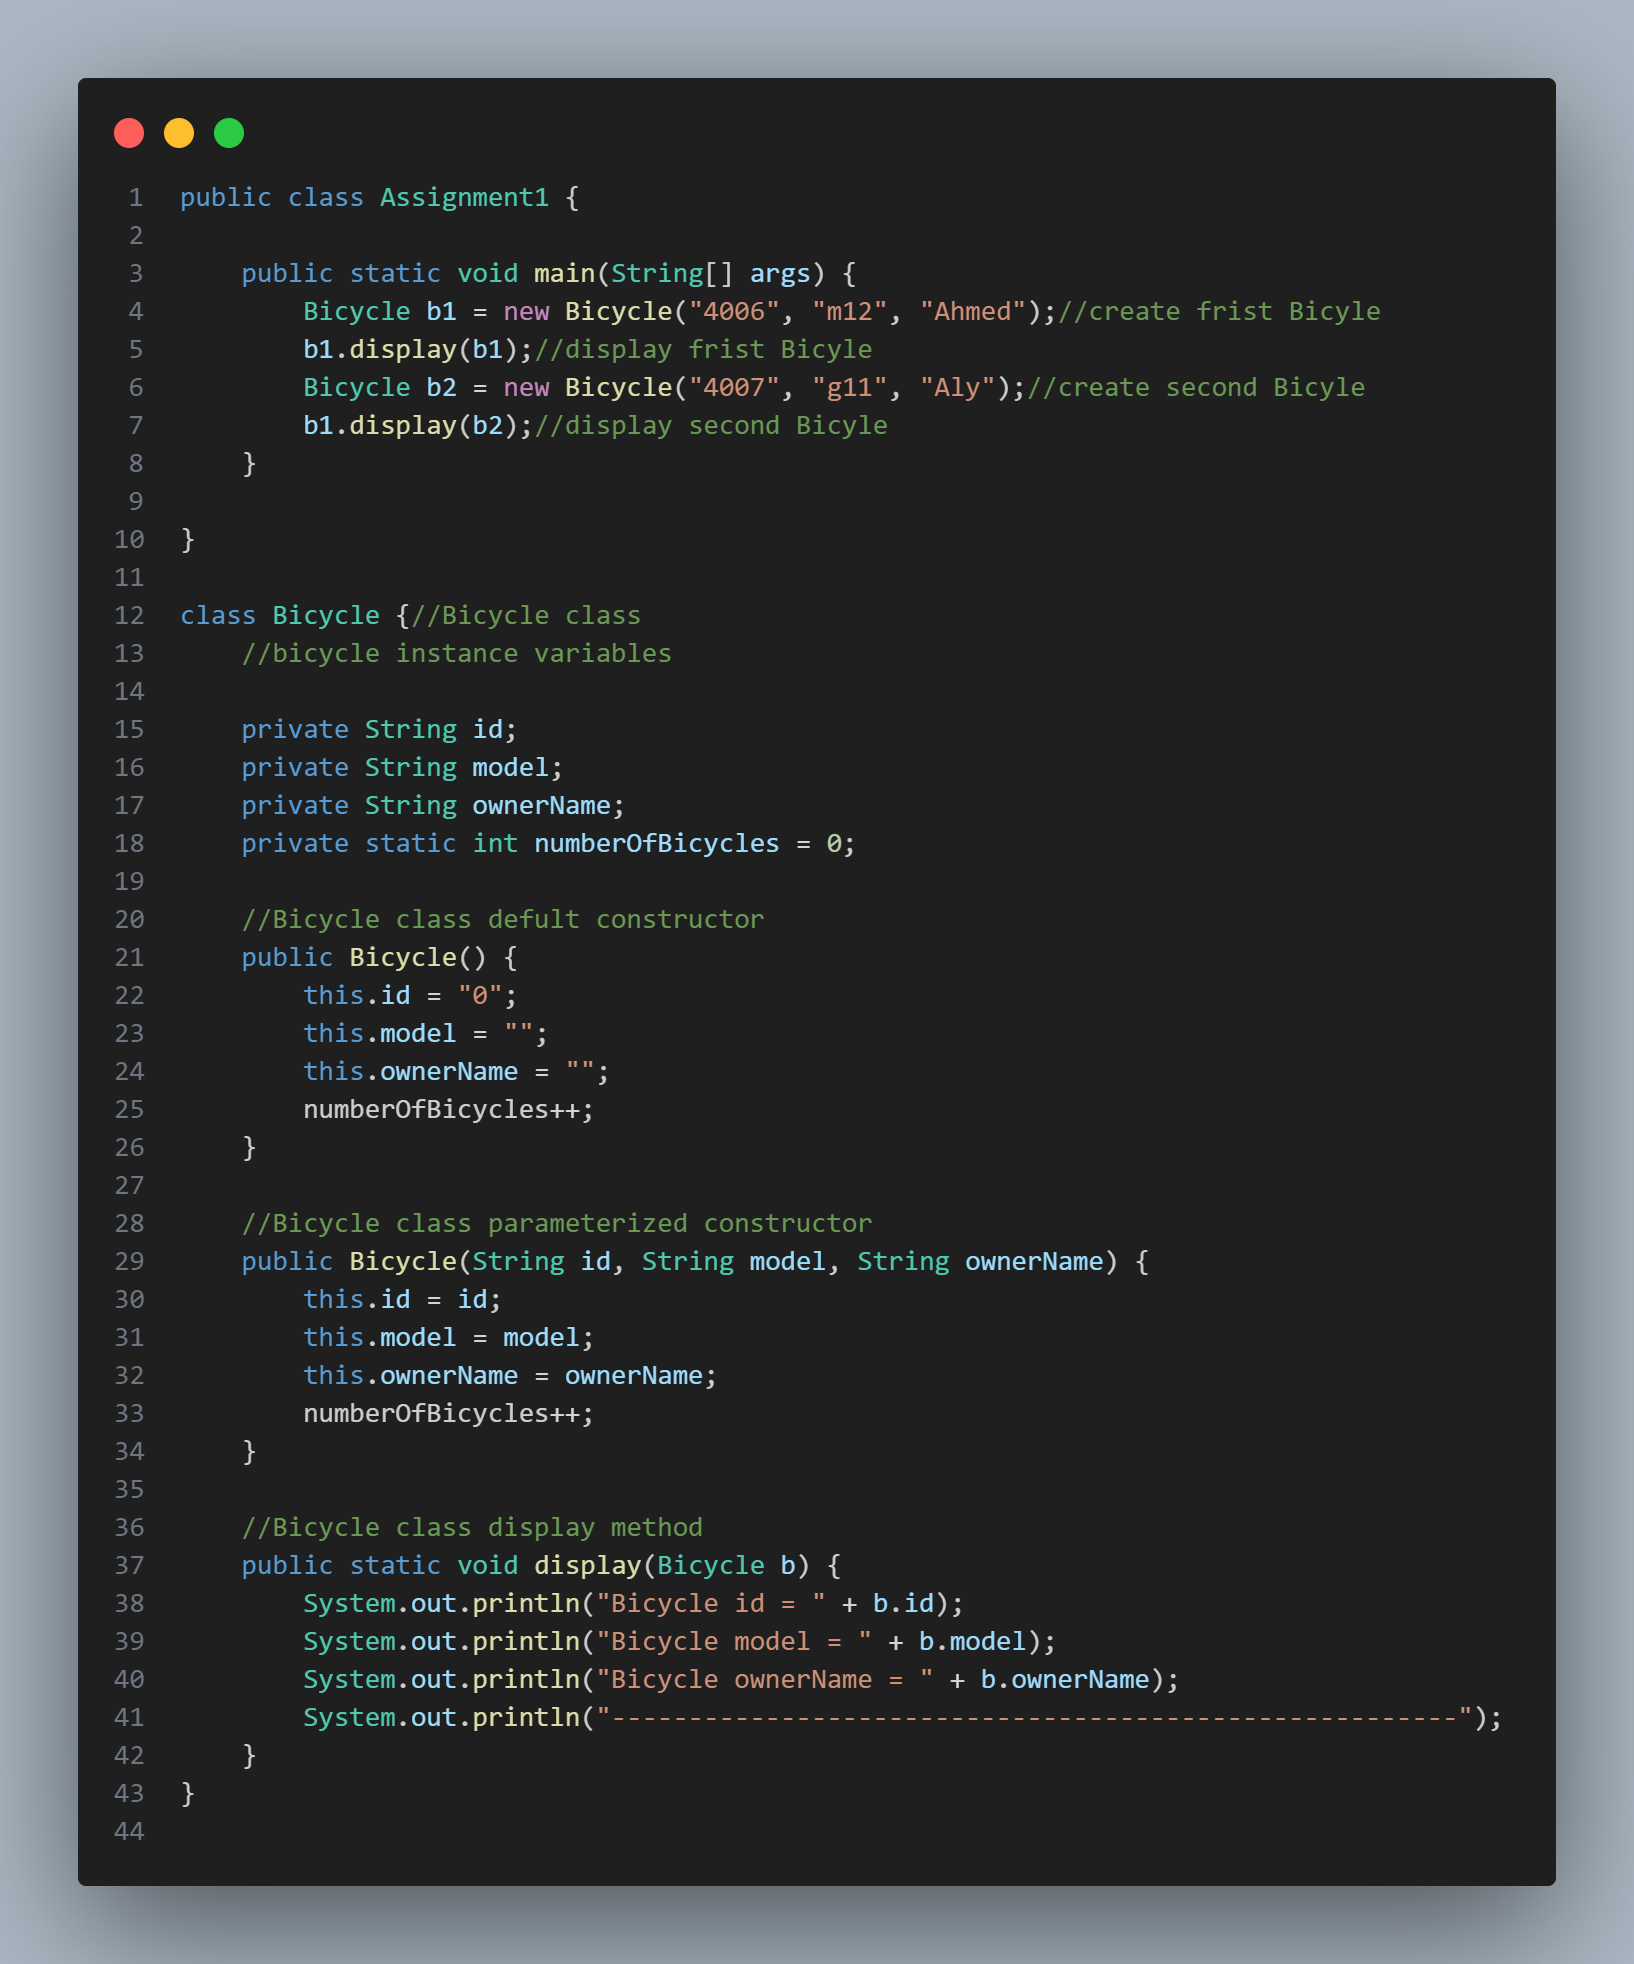 1 public class Assignment1 {
2
3     public static void main(String[] args) {
4         Bicycle b1 = new Bicycle("4006", "m12", "Ahmed");//create frist Bicyle
5         b1.display(b1);//display frist Bicyle
6         Bicycle b2 = new Bicycle("4007", "g11", "Aly");//create second Bicyle
7         b1.display(b2);//display second Bicyle
8     }
9
10 }
11
12 class Bicycle {//Bicycle class
13     //bicycle instance variables
14
15     private String id;
16     private String model;
17     private String ownerName;
18     private static int numberOfBicycles = 0;
19
20     //Bicycle class defult constructor
21     public Bicycle() {
22         this.id = "0";
23         this.model = "";
24         this.ownerName = "";
25         numberOfBicycles++;
26     }
27
28     //Bicycle class parameterized constructor
29     public Bicycle(String id, String model, String ownerName) {
30         this.id = id;
31         this.model = model;
32         this.ownerName = ownerName;
33         numberOfBicycles++;
34     }
35
36     //Bicycle class display method
37     public static void display(Bicycle b) {
38         System.out.println("Bicycle id = " + b.id);
39         System.out.println("Bicycle model = " + b.model);
40         System.out.println("Bicycle ownerName = " + b.ownerName);
41         System.out.println("-------------------------------------------------------");
42     }
43 }
44